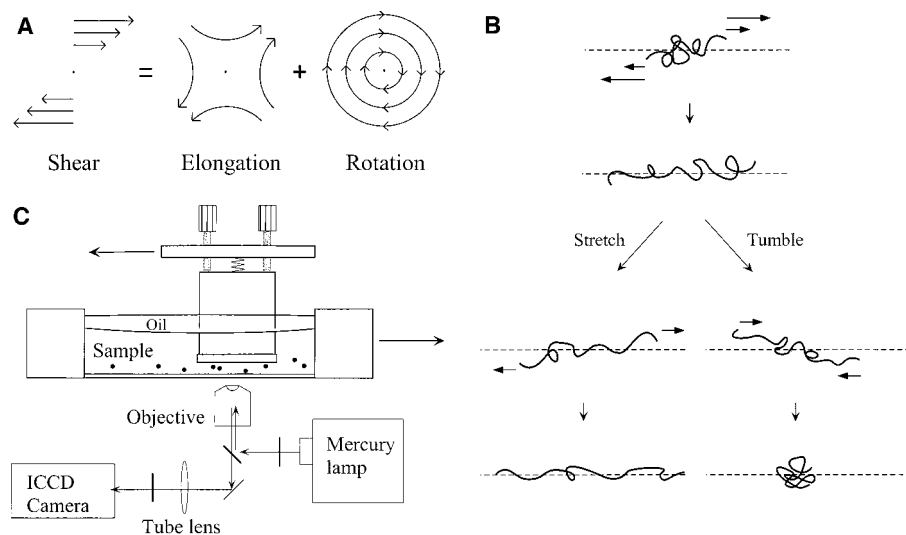 A
=
+
Shear
Elongation
Rotation
B
Stretch
Tumble
C
Oil
Sample
Objective
Mercury
lamp
ICCD
Camera
Tube lens